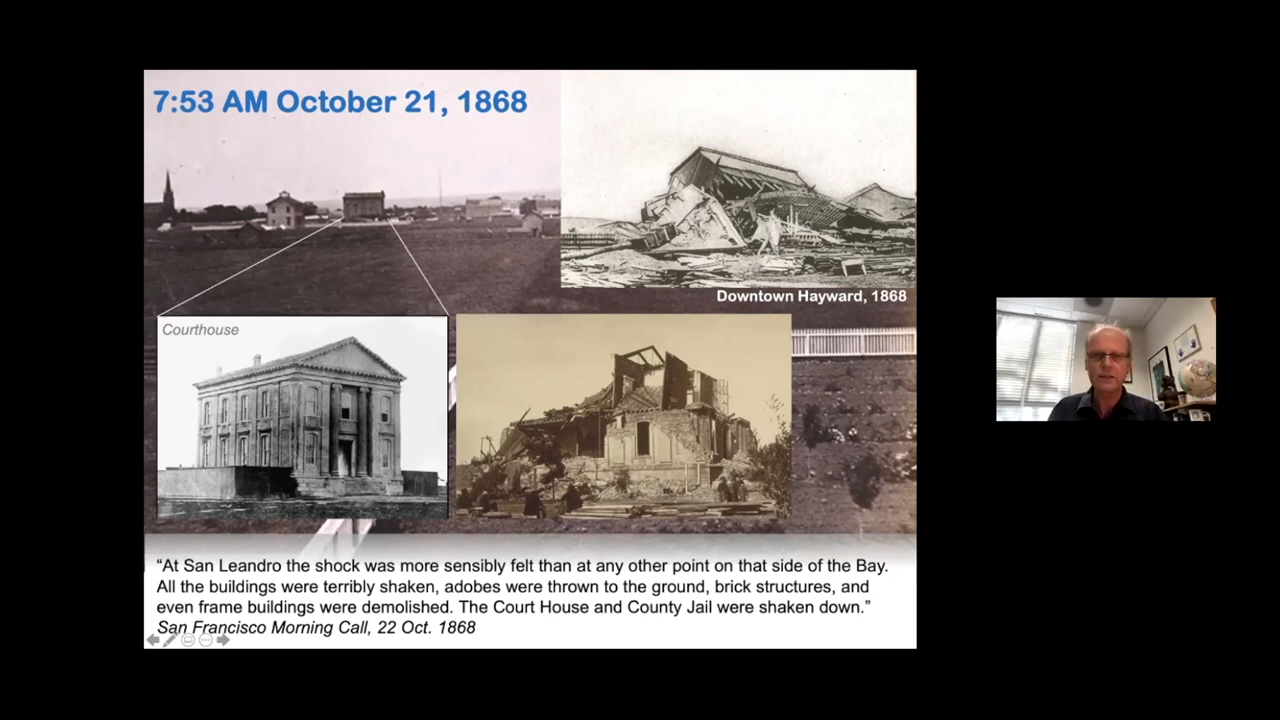 7:53 AM October 21, 1868
Downtown Hayward, 1868
Courthouse
“At San Leandro the shock was more sensibly felt than at any other point on that side of the Bay.
All the buildings were terribly shaken, adobes were thrown to the ground, brick structures, and
even frame buildings were demolished. The Court House and County Jail were shaken down.”
San Francisco Morning Call, 22 Oct. 1868